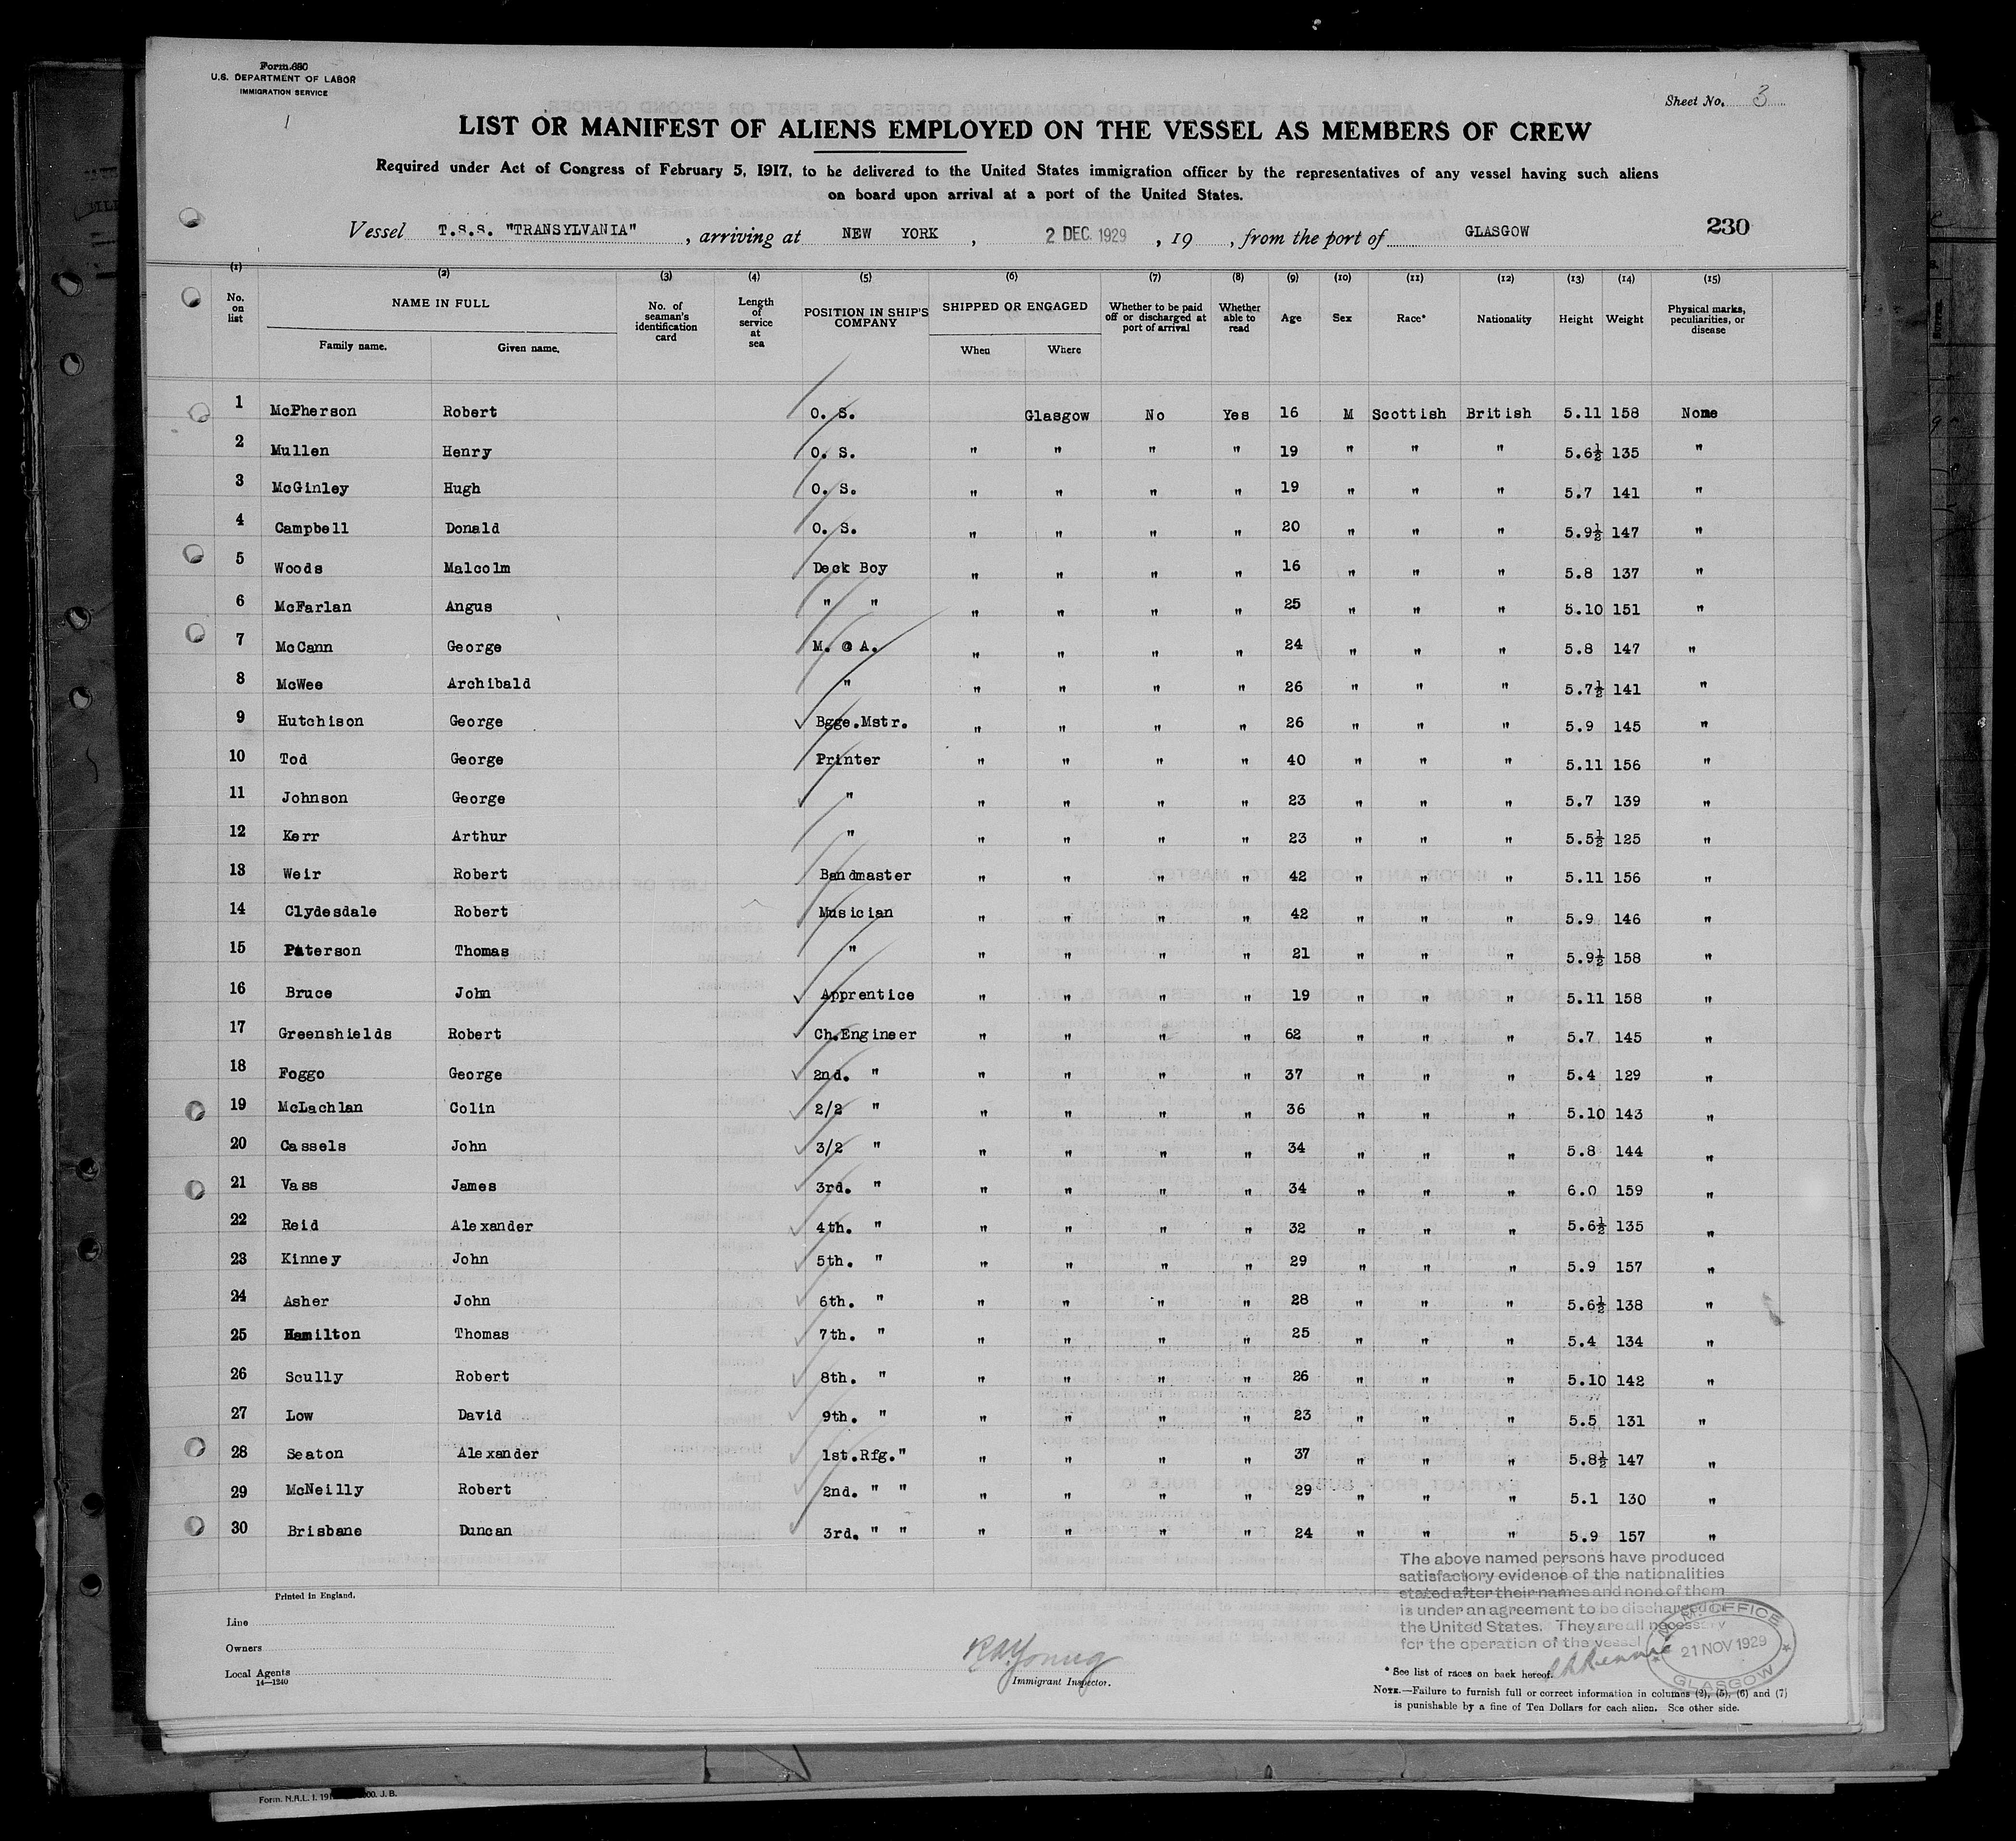 Form 680
U.S. DEPARTMENT OF LABOR
IMMIGRATION SERVICE
Sheet No. 3
LIST OR MANIFEST OF ALIENS EMPLOYED ON THE VESSEL AS MEMBERS OF CREW
Required under Act of Congress of February 5, 1917, to be delivered to the United States immigration officer by the representatives of any vessel having such aliens
on board upon arrival at a port of the United States.
Vessel T.S.S. "TRANSYLVANIA", arriving at NEW YORK, 2 DEC. 1929, 19, from the port of GLASGOW 230
(1) (2) (3) (4) (5) (6) (7) (8) (9) (10) (11) (12) (13) (14) (15)
No. on list NAME IN FULL Family name. Given name. No. of seaman's identification card Length of service at sea POSITION IN SHIP'S COMPANY SHIPPED OR ENGAGED When Where Whether to be paid off or discharged at port of arrival Whether able to read Age Sex Race* Nationality Height Weight Physical marks, peculiarities, or disease
1 McPherson Robert O. S. Glasgow No Yes 16 M Scottish British 5.11 158 None
2 Mullen Henry O. S. " " " " 19 " " " 5.6½ 135 "
3 McGinley Hugh O. S. " " " " 19 " " " 5.7 141 "
4 Campbell Donald O. S. " " " " 20 " " " 5.9½ 147 "
5 Woods Malcolm Deck Boy " " " " 16 " " " 5.8 137 "
6 McFarlan Angus " " " " " " 25 " " " 5.10 151 "
7 McCann George M. @ A. " " " " 24 " " " 5.8 147 "
8 McWee Archibald " " " " " 26 " " " 5.7½ 141 "
9 Hutchison George Bgge.Mstr. " " " " 26 " " " 5.9 145 "
10 Tod George Printer " " " " 40 " " " 5.11 156 "
11 Johnson George " " " " " 23 " " " 5.7 139 "
12 Kerr Arthur " " " " " 23 " " " 5.5½ 125 "
13 Weir Robert Bandmaster " " " " 42 " " " 5.11 156 "
14 Clydesdale Robert Musician " " " " 42 " " " 5.9 146 "
15 Paterson Thomas " " " " " 21 " " " 5.9½ 158 "
16 Bruce John Apprentice " " " " 19 " " " 5.11 158 "
17 Greenshields Robert Ch.Engineer " " " " 62 " " " 5.7 145 "
18 Foggo George 2nd. " " " " " 37 " " " 5.4 129 "
19 McLachlan Colin 2/2 " " " " " 36 " " " 5.10 143 "
20 Cassels John 3/2 " " " " " 34 " " " 5.8 144 "
21 Vass James 3rd. " " " " " 34 " " " 6.0 159 "
22 Reid Alexander 4th. " " " " " 32 " " " 5.6½ 135 "
23 Kinney John 5th. " " " " " 29 " " " 5.9 157 "
24 Asher John 6th. " " " " " 28 " " " 5.6½ 138 "
25 Hamilton Thomas 7th. " " " " " 25 " " " 5.4 134 "
26 Scully Robert 8th. " " " " " 26 " " " 5.10 142 "
27 Low David 9th. " " " " " 23 " " " 5.5 131 "
28 Seaton Alexander 1st.Rfg." " " " " 37 " " " 5.8½ 147 "
29 McNeilly Robert 2nd. " " " " " " 29 " " " 5.1 130 "
30 Brisbane Duncan 3rd. " " " " " " 24 " " " 5.9 157 "
The above named persons have produced
satisfactory evidence of the nationalities
stated after their names and none of them
is under an agreement to be discharged in
the United States. They are all necessary
for the operation of the vessel
M.M. OFFICE
21 NOV 1929
GLASGOW
Printed in England.
Line
Owners
Local Agents
14—1240
R A Young
Immigrant Inspector.
* See list of races on back hereof.
NOTE.—Failure to furnish full or correct information in columns (2), (5), (6) and (7)
is punishable by a fine of Ten Dollars for each alien. See other side.
Form. N.A.L. I. 19
000. J. B.